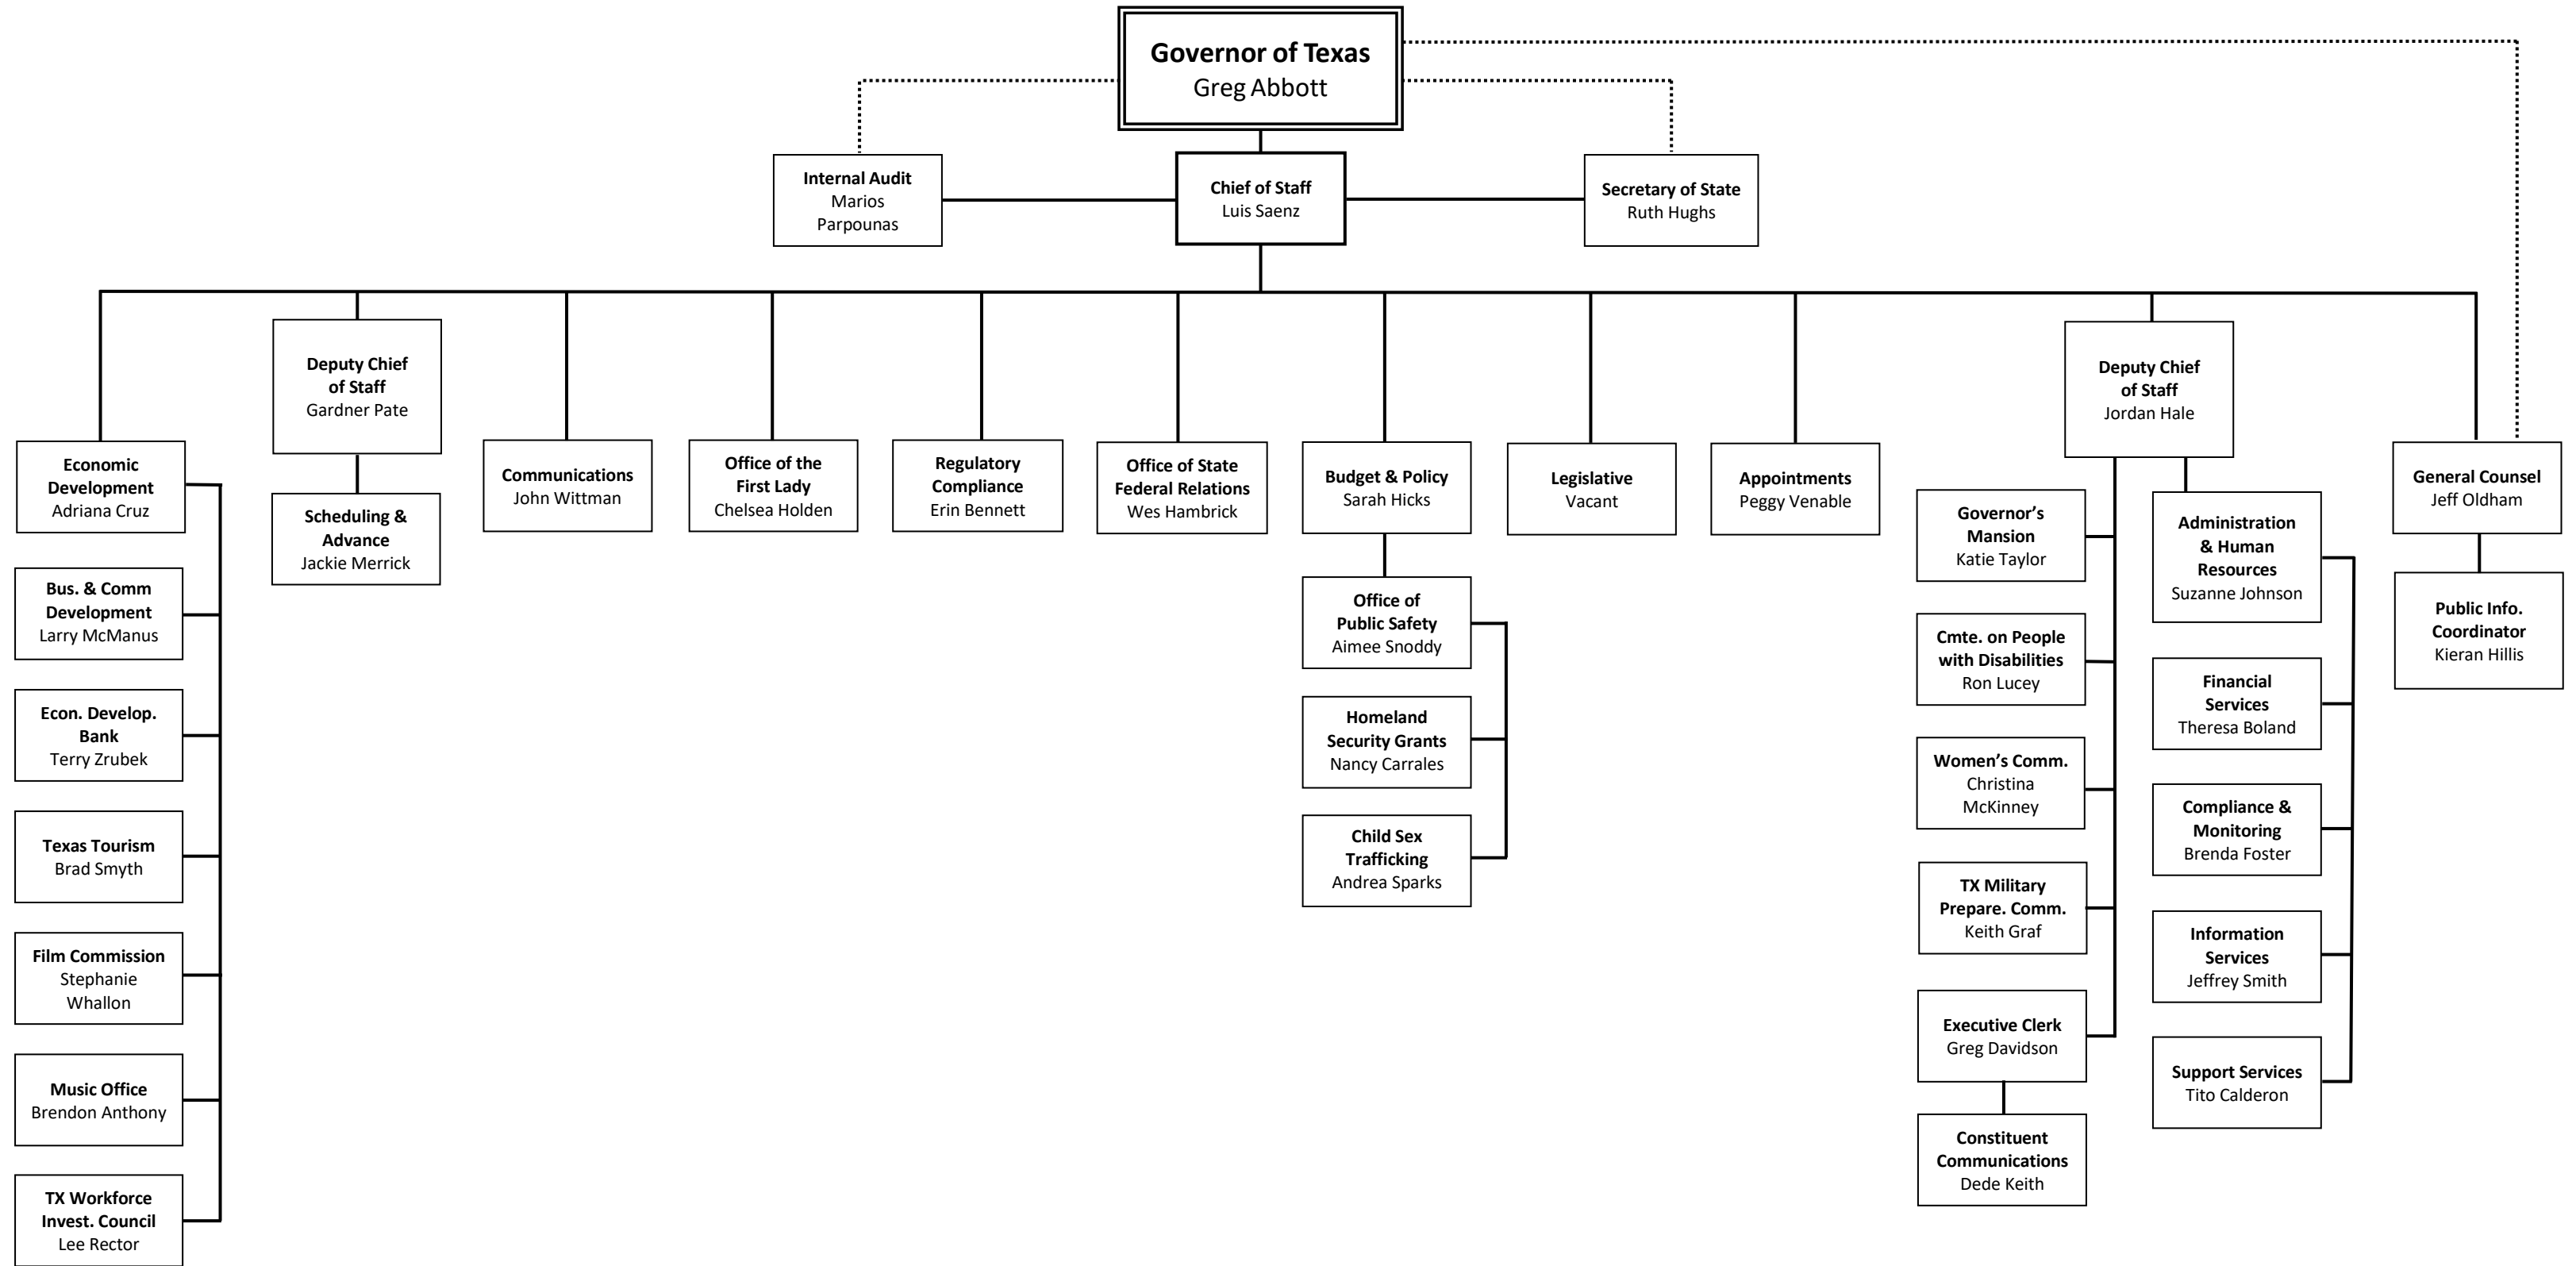 Governor of Texas
Greg Abbott
Internal Audit
Marios
Parpounas
Chief of Staff
Luis Saenz
Secretary of State
Ruth Hughs
Economic
Development
Adriana Cruz
Bus. & Comm
Development
Larry McManus
Econ. Develop.
Bank
Terry Zrubek
Texas Tourism
Brad Smyth
Film Commission
Stephanie
Whallon
Music Office
Brendon Anthony
TX Workforce
Invest. Council
Lee Rector
Deputy Chief
of Staff
Gardner Pate
Scheduling &
Advance
Jackie Merrick
Communications
John Wittman
Office of the
First Lady
Chelsea Holden
Regulatory
Compliance
Erin Bennett
Office of State
Federal Relations
Wes Hambrick
Budget & Policy
Sarah Hicks
Office of
Public Safety
Aimee Snoddy
Homeland
Security Grants
Nancy Carrales
Child Sex
Trafficking
Andrea Sparks
Legislative
Vacant
Appointments
Peggy Venable
Deputy Chief
of Staff
Jordan Hale
Governor’s
Mansion
Katie Taylor
Cmte. on People
with Disabilities
Ron Lucey
Women’s Comm.
Christina
McKinney
TX Military
Prepare. Comm.
Keith Graf
Executive Clerk
Greg Davidson
Constituent
Communications
Dede Keith
Administration
& Human
Resources
Suzanne Johnson
Financial
Services
Theresa Boland
Compliance &
Monitoring
Brenda Foster
Information
Services
Jeffrey Smith
Support Services
Tito Calderon
General Counsel
Jeff Oldham
Public Info.
Coordinator
Kieran Hillis